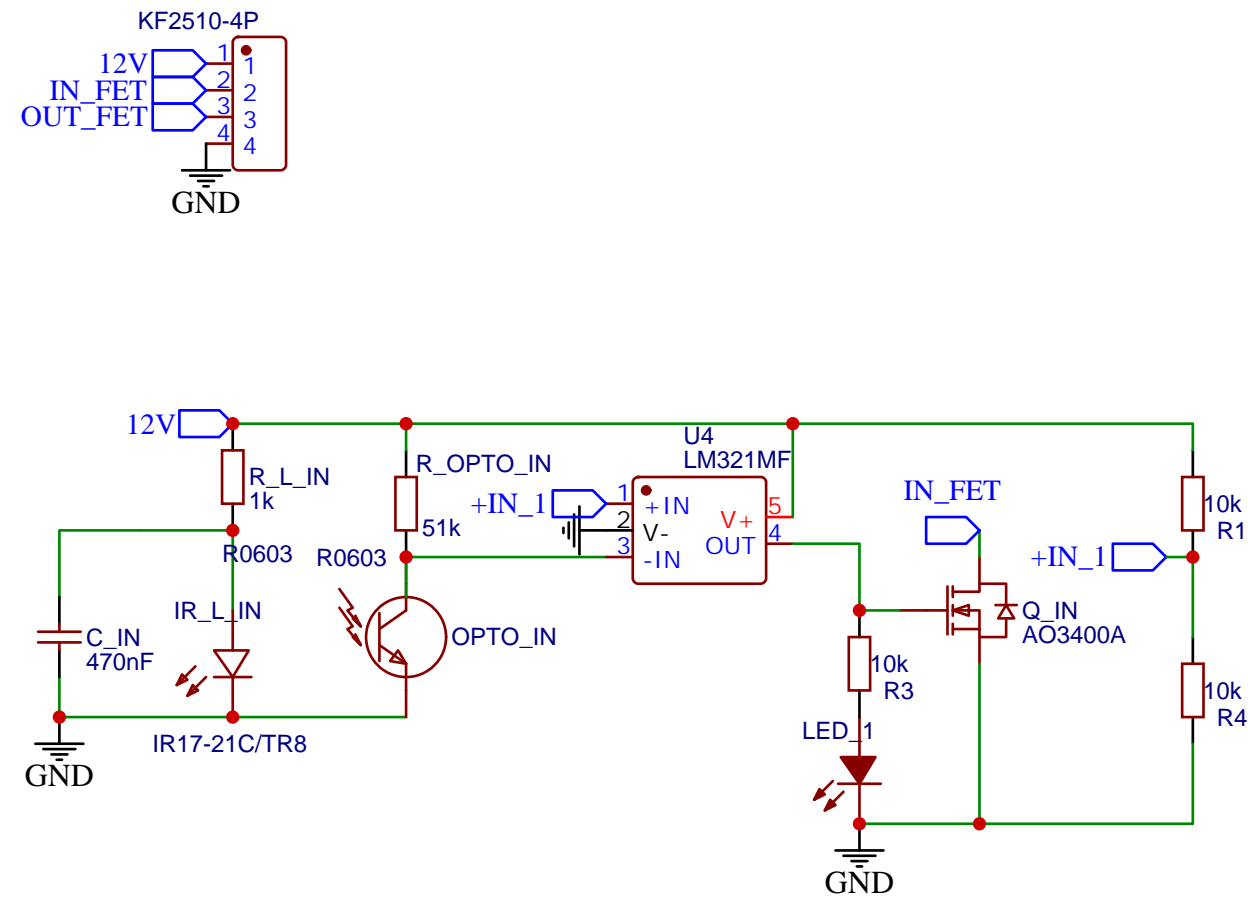 KF2510-4P
12V
IN_FET
OUT_FET
1
2
3
4
1
2
3
4
GND
12V
R_L_IN
1k
R0603
R_OPTO_IN
51k
R0603
+IN_1
U4
LM321MF
1
2
3
+IN
V-
-IN
V+
OUT
5
4
IN_FET
10k
R1
+IN_1
IR_L_IN
C_IN
470nF
OPTO_IN
Q_IN
AO3400A
10k
R3
10k
R4
LED_1
IR17-21C/TR8
GND
GND